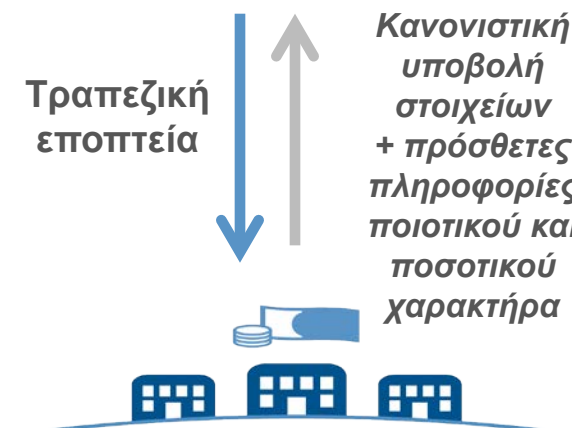 Τραπεζική
εποπτεία
Κανονιστική
υποβολή
στοιχείων
+ πρόσθετες
πληροφορίες
ποιοτικού και
ποσοτικού
χαρακτήρα